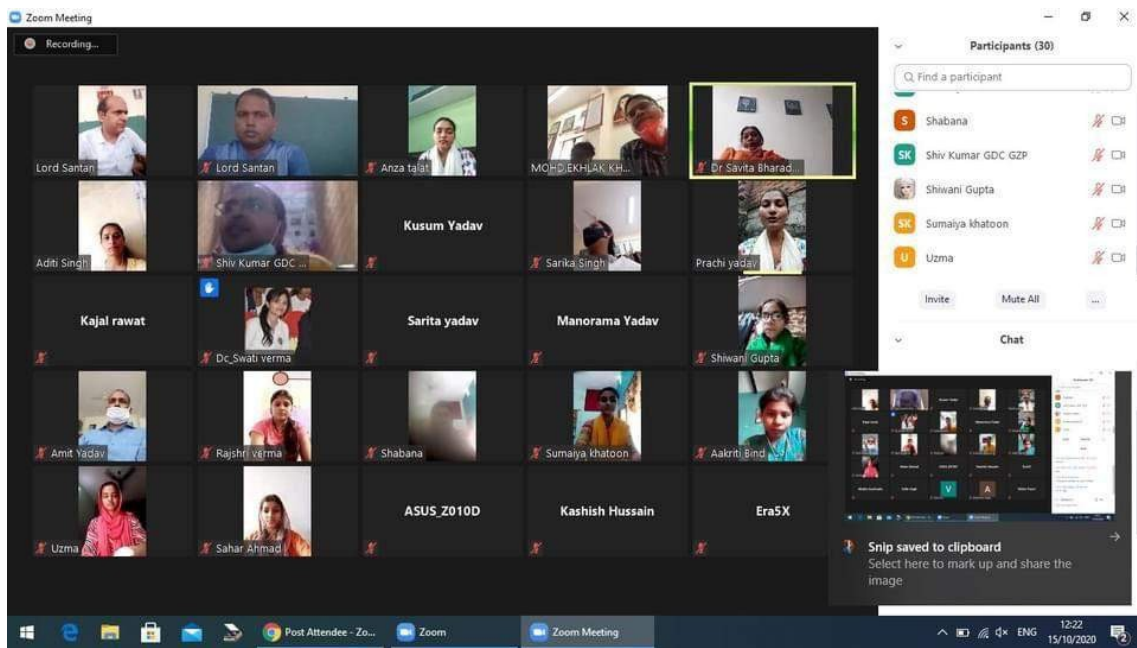 Zoom Meeting
Recording...
Lord Santan
Lord Santan
Anza talat
MOHD,EKHLAK KH...
Dr Savita Bharad...
Aditi Singh
Shiv Kumar GDC ...
Kusum Yadav
Sarika Singh
Prachi yadav
Kajal rawat
Dc_Swati verma
Sarita yadav
Manorama Yadav
Shiwani Gupta
Amit Yadav
Rajshri verma
Shabana
Sumaiya khatoon
Aakriti Bind
Uzma
Sahar Ahmad
ASUS_Z010D
Kashish Hussain
Era5X
Participants (30)
Find a participant
S Shabana
SK Shiv Kumar GDC GZP
Shiwani Gupta
SK Sumaiya khatoon
U Uzma
Invite Mute All ...
Chat
V A
Snip saved to clipboard
Select here to mark up and share the
image
Post Attendee - Zo... Zoom Zoom Meeting
ENG 12:22
15/10/2020 2